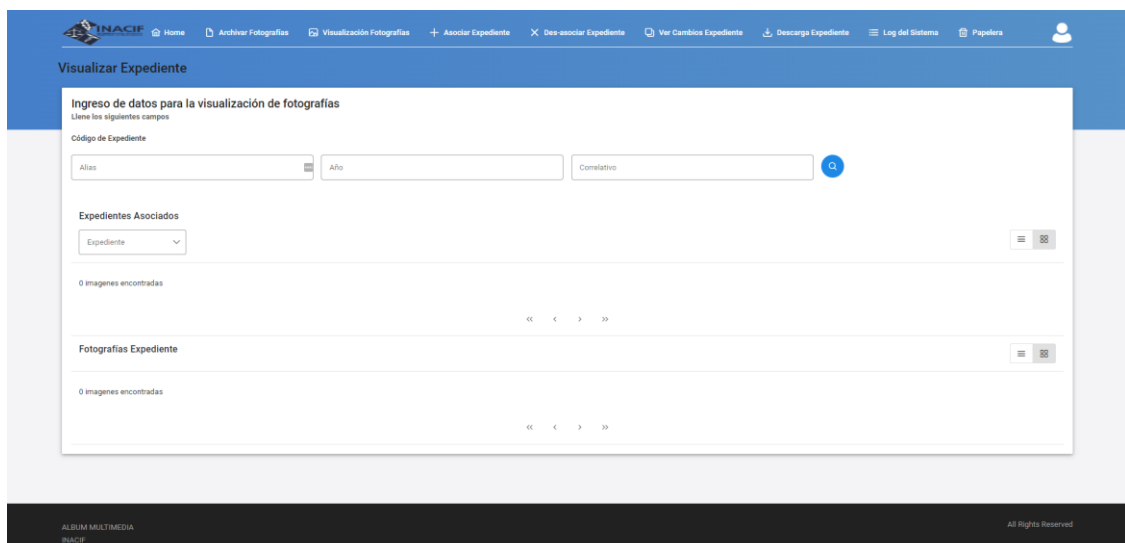 INACIF Home Archivar Fotografías Visualización Fotografías Asociar Expediente Des-asociar Expediente Ver Cambios Expediente Descarga Expediente Log del Sistema Papelera
Visualizar Expediente
Ingreso de datos para la visualización de fotografías
Llene los siguientes campos
Código de Expediente
Alias Año Correlativo
Expedientes Asociados
Expediente
0 imagenes encontradas
Fotografías Expediente
0 imagenes encontradas
ALBUM MULTIMEDIA All Rights Reserved
INACIF